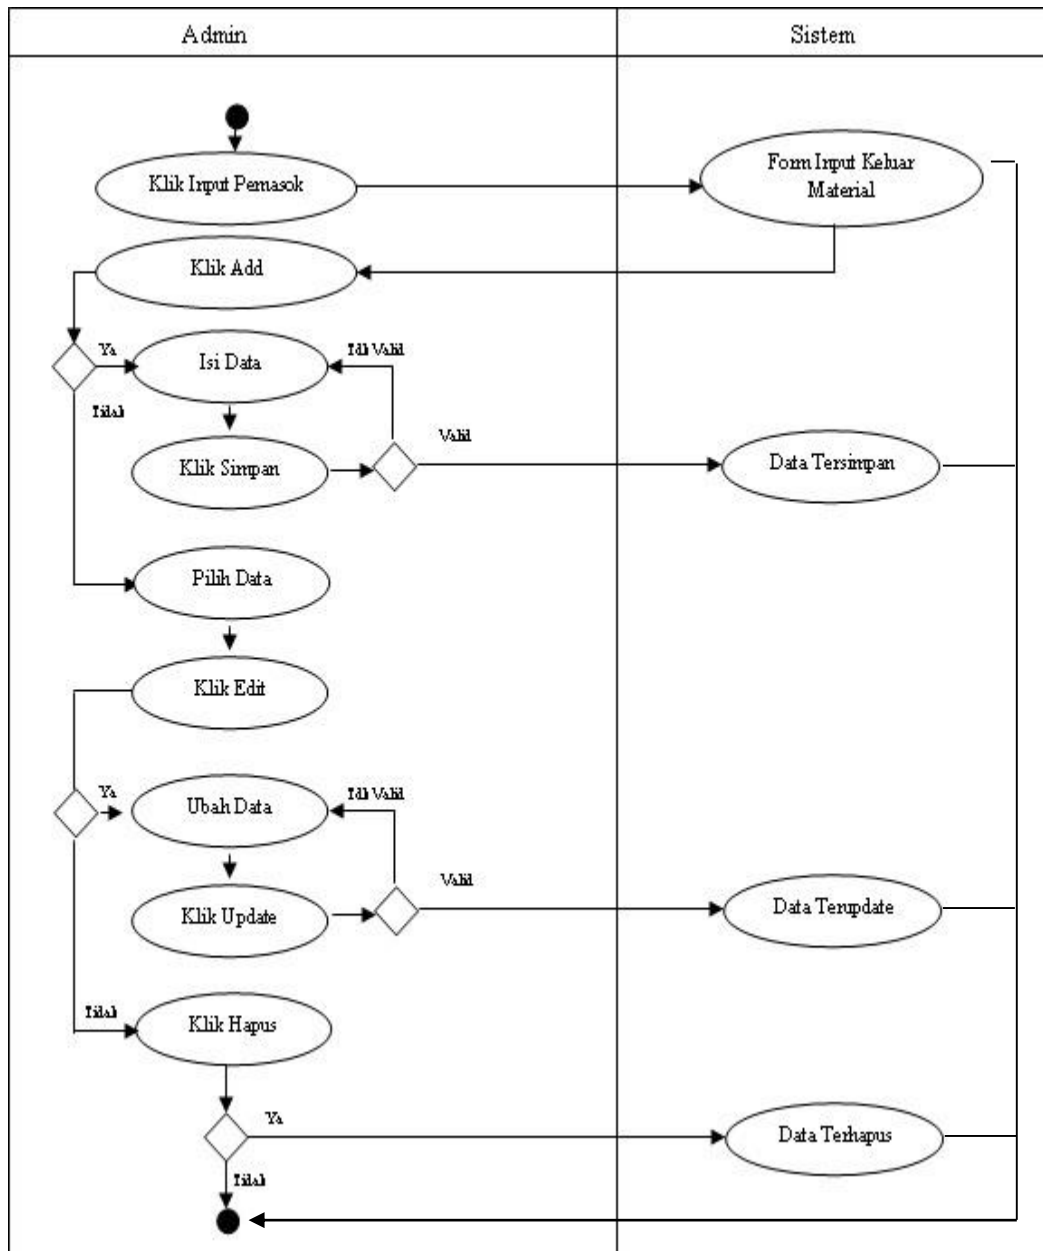 Admin
Sistem
Klik Input Pemasok
Form Input Keluar
Material
Klik Add
Ya
Isi Data
Tdk Valid
Tidak
Klik Simpan
Valid
Data Tersimpan
Pilih Data
Klik Edit
Ya
Ubah Data
Tdk Valid
Klik Update
Valid
Data Terupdate
Tidak
Klik Hapus
Ya
Data Terhapus
Tidak